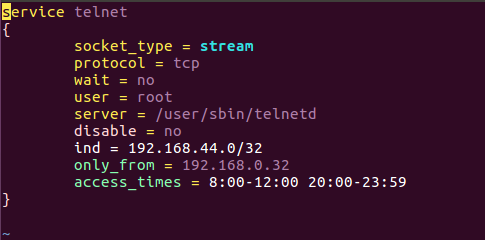 service telnet
{
socket_type = stream
protocol = tcp
wait = no
user = root
server = /user/sbin/telnetd
disable = no
ind = 192.168.44.0/32
only_from = 192.168.0.32
access_times = 8:00-12:00 20:00-23:59
}
~